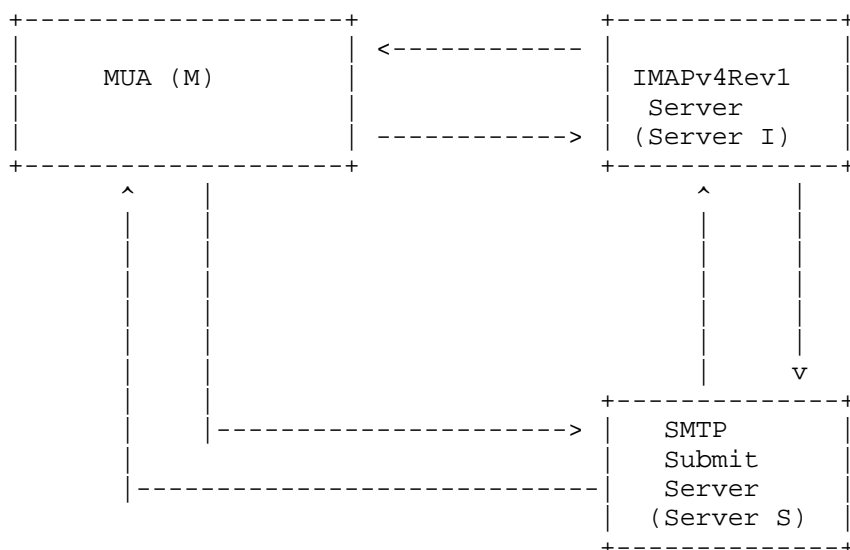 MUA (M)
IMAPv4Rev1
Server
(Server I)
SMTP
Submit
Server
(Server S)